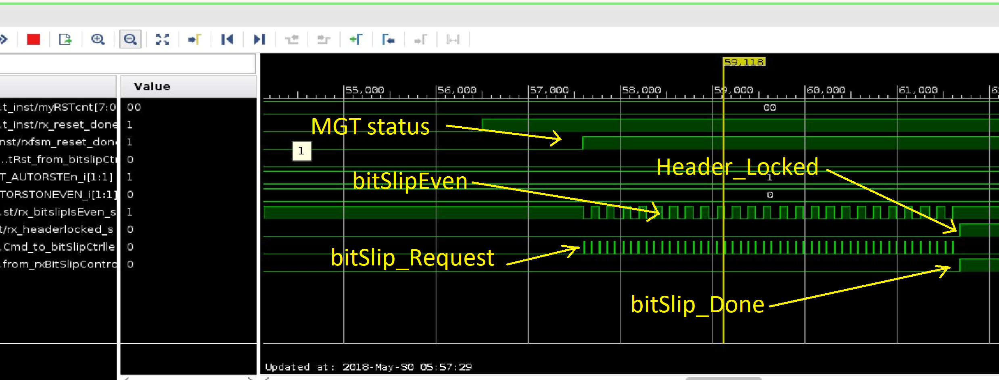 59,118
Value
55,000 56,000 57,000 58,000 59,000 60,000 61,000
.t_inst/myRSTcnt[7:0 00 00
.t_inst/rx_reset_done 1
MGT status
nst/rxfsm_reset_don 1
1
..tRst_from_bitslipCt 0
Header_Locked
T_AUTORSTEn_i[1:1] 1 1
bitSlipEven
TORSTONEVEN_i[1:1] 0 0
.st/rx_bitslipIsEven_s 1
t/rx_headerlocked_s 0
.Cmd_to_bitSlipCtrlle 0
bitSlip_Request
.from_rxBitSlipContro 0
bitSlip_Done
Updated at: 2018-May-30 05:57:29